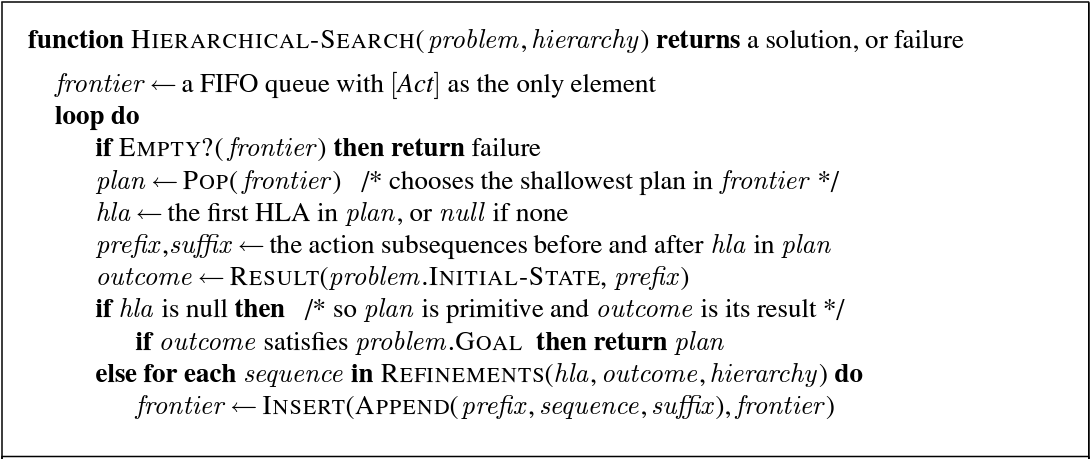 function HIERARCHICAL-SEARCH(problem, hierarchy) returns a solution, or failure
frontier ← a FIFO queue with [Act] as the only element
loop do
if EMPTY?(frontier) then return failure
plan ← POP(frontier) /* chooses the shallowest plan in frontier */
hla ← the first HLA in plan, or null if none
prefix,suffix ← the action subsequences before and after hla in plan
outcome ← RESULT(problem.INITIAL-STATE, prefix)
if hla is null then /* so plan is primitive and outcome is its result */
if outcome satisfies problem.GOAL then return plan
else for each sequence in REFINEMENTS(hla, outcome, hierarchy) do
frontier ← INSERT(APPEND(prefix, sequence, suffix), frontier)